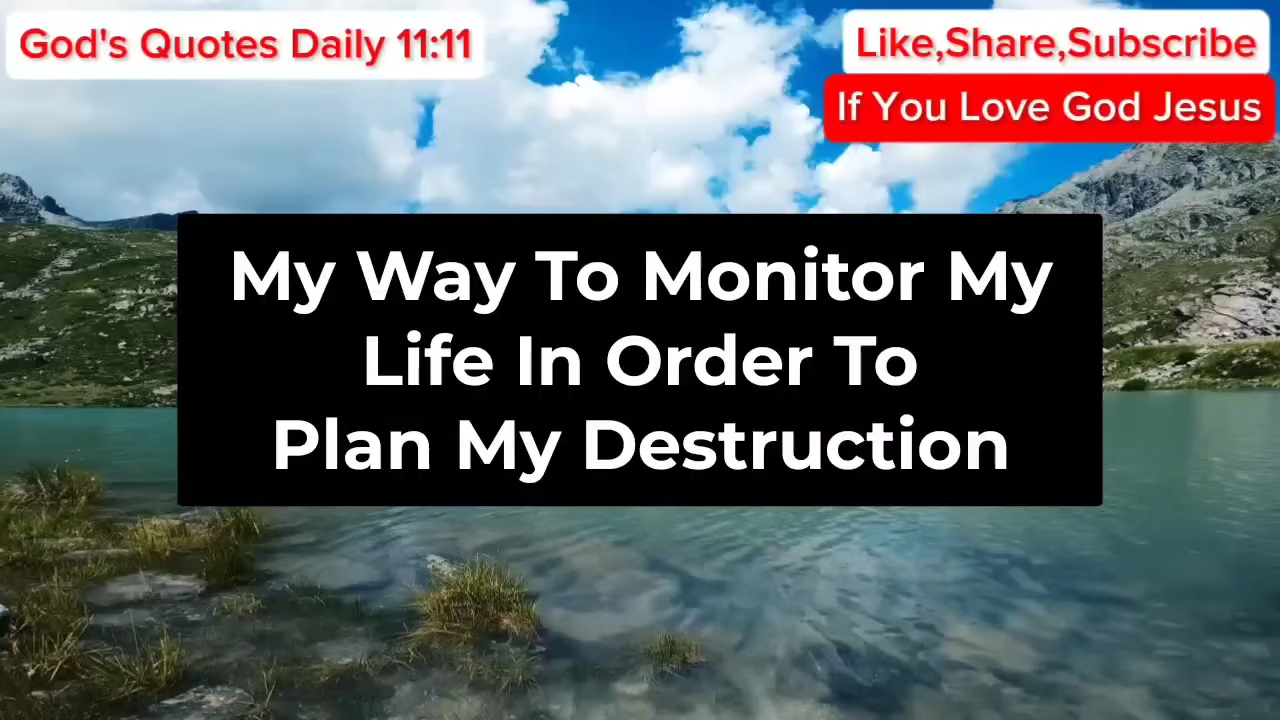 God's Quotes Daily 11:11
Like,Share,Subscribe
If You Love God Jesus
My Way To Monitor My
Life In Order To
Plan My Destruction